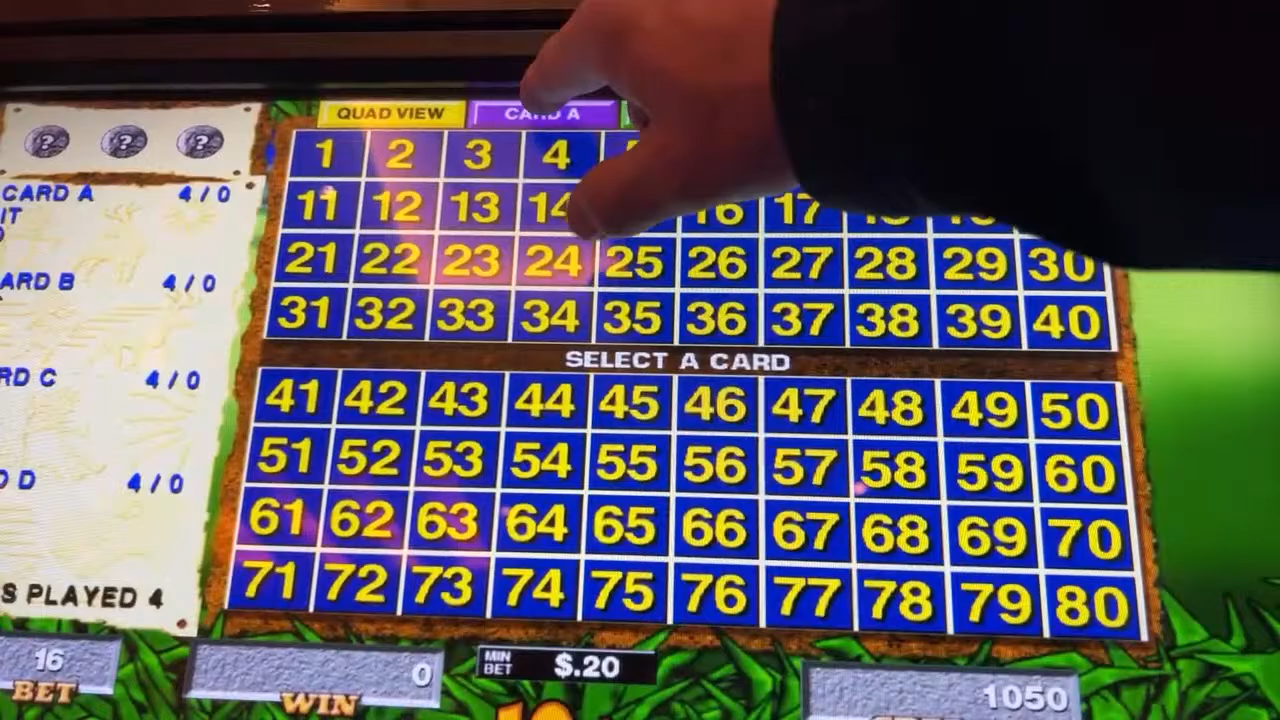 QUAD VIEW CARD A
? ? ?
CARD A 4/0
IT
ARD B 4/0
RD C 4/0
D D 4/0
S PLAYED 4
1 2 3 4
11 12 13 14 16 17 18 19
21 22 23 24 25 26 27 28 29 30
31 32 33 34 35 36 37 38 39 40
SELECT A CARD
41 42 43 44 45 46 47 48 49 50
51 52 53 54 55 56 57 58 59 60
61 62 63 64 65 66 67 68 69 70
71 72 73 74 75 76 77 78 79 80
16
BET
0
WIN
MIN BET $.20
1050